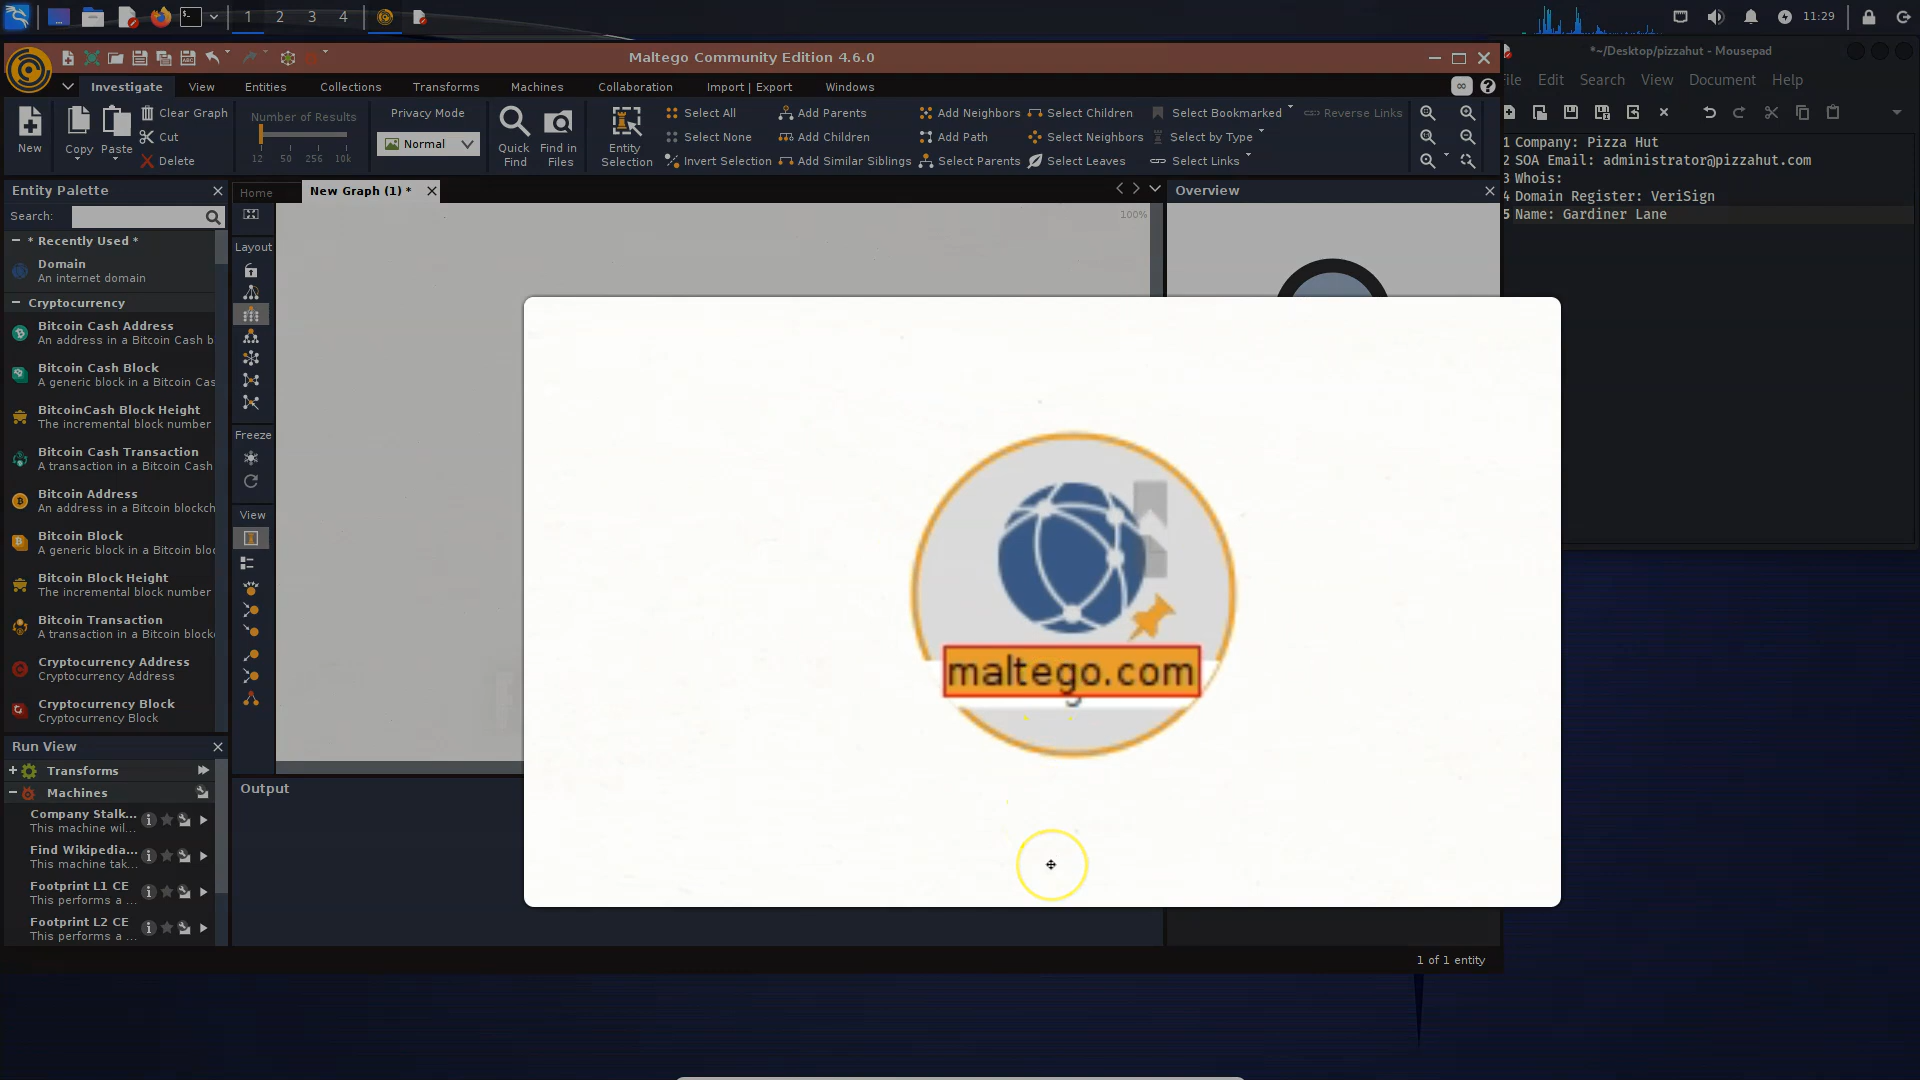 1 2 3 4
11:29
Maltego Community Edition 4.6.0
Investigate View Entities Collections Transforms Machines Collaboration Import | Export Windows
New
Copy
Paste
Clear Graph
Cut
Delete
Number of Results
12 50 256 10k
Privacy Mode
Normal
Quick
Find
Find in
Files
Entity
Selection
Select All
Select None
Invert Selection
Add Parents
Add Children
Add Similar Siblings
Add Neighbors
Add Path
Select Parents
Select Children
Select Neighbors
Select Leaves
Select Bookmarked
Select by Type
Select Links
Reverse Links
Entity Palette
Search:
* Recently Used *
Domain
An internet domain
Cryptocurrency
Bitcoin Cash Address
An address in a Bitcoin Cash b
Bitcoin Cash Block
A generic block in a Bitcoin Cas
BitcoinCash Block Height
The incremental block number
Bitcoin Cash Transaction
A transaction in a Bitcoin Cash
Bitcoin Address
An address in a Bitcoin blockch
Bitcoin Block
A generic block in a Bitcoin bloc
Bitcoin Block Height
The incremental block number
Bitcoin Transaction
A transaction in a Bitcoin blocke
Cryptocurrency Address
Cryptocurrency Address
Cryptocurrency Block
Cryptocurrency Block
Run View
Transforms
Machines
Company Stalk...
This machine wil...
Find Wikipedia...
This machine tak...
Footprint L1 CE
This performs a ...
Footprint L2 CE
This performs a ...
Home
New Graph (1) *
Layout
Freeze
View
100%
maltego.com
Output
Overview
1 of 1 entity
*~/Desktop/pizzahut - Mousepad
File Edit Search View Document Help
1 Company: Pizza Hut
2 SOA Email: administrator@pizzahut.com
3 Whois:
4 Domain Register: VeriSign
5 Name: Gardiner Lane